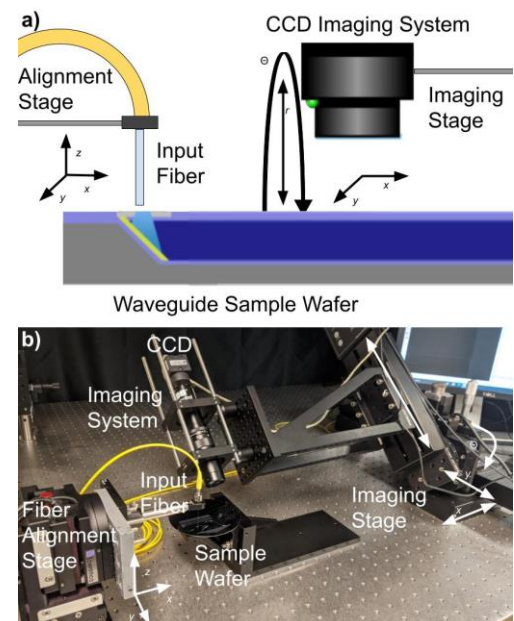 a)
CCD Imaging System
Alignment
Stage
Θ
r
Imaging
Stage
Input
Fiber
z
x
y
x
y
Waveguide Sample Wafer
b)
CCD
Imaging
System
Input
Fiber
Fiber
Alignment
Stage
Imaging
Stage
Sample
Wafer
Θ
y
x
z
x
y